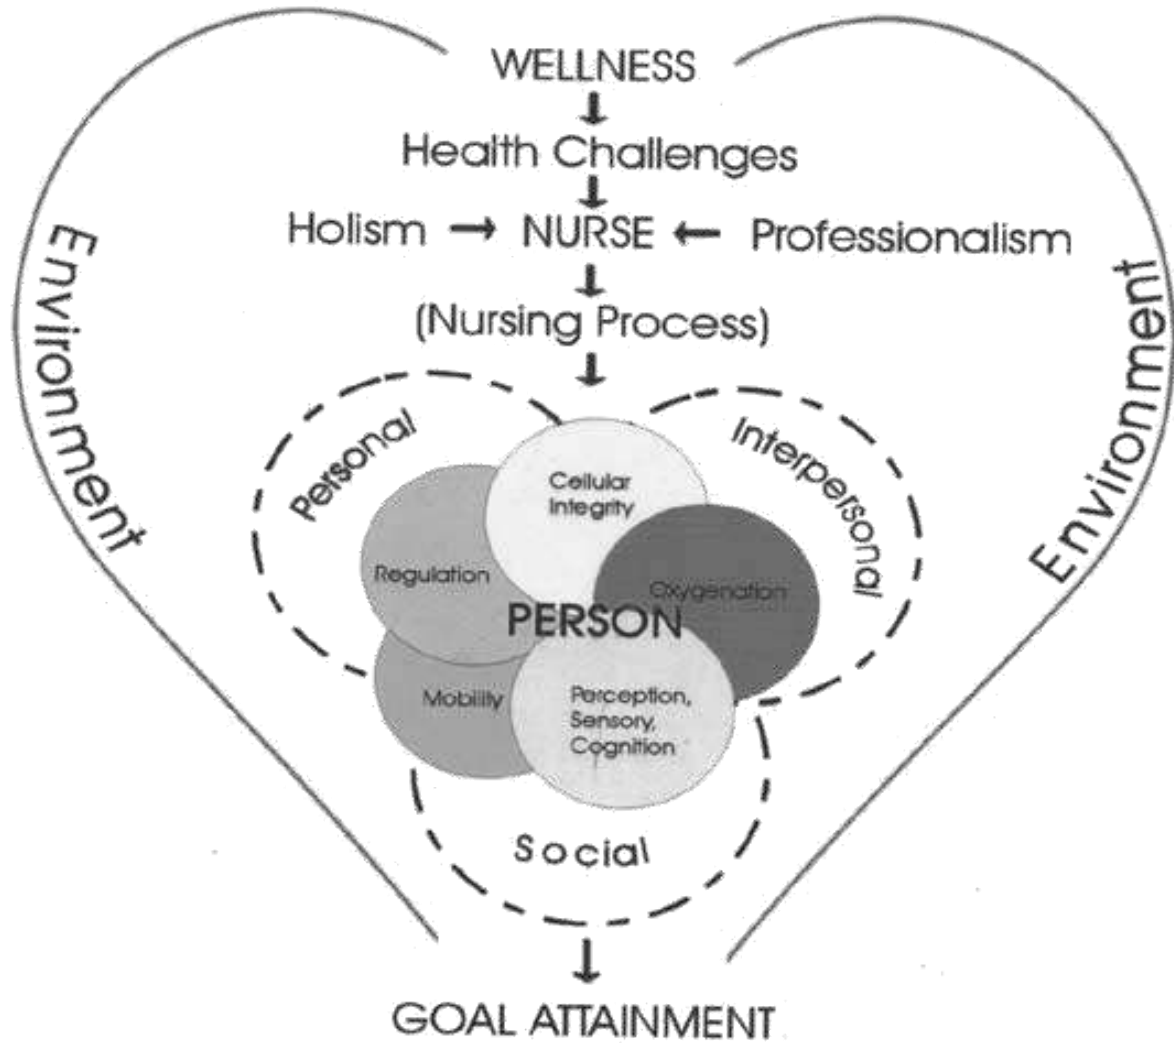 WELLNESS
Health Challenges
Holism
NURSE
Professionalism
(Nursing Process)
Environment
Environment
Personal
Interpersonal
Cellular
Integrity
Regulation
Oxygenation
PERSON
Mobility
Perception,
Sensory,
Cognition
Social
GOAL ATTAINMENT